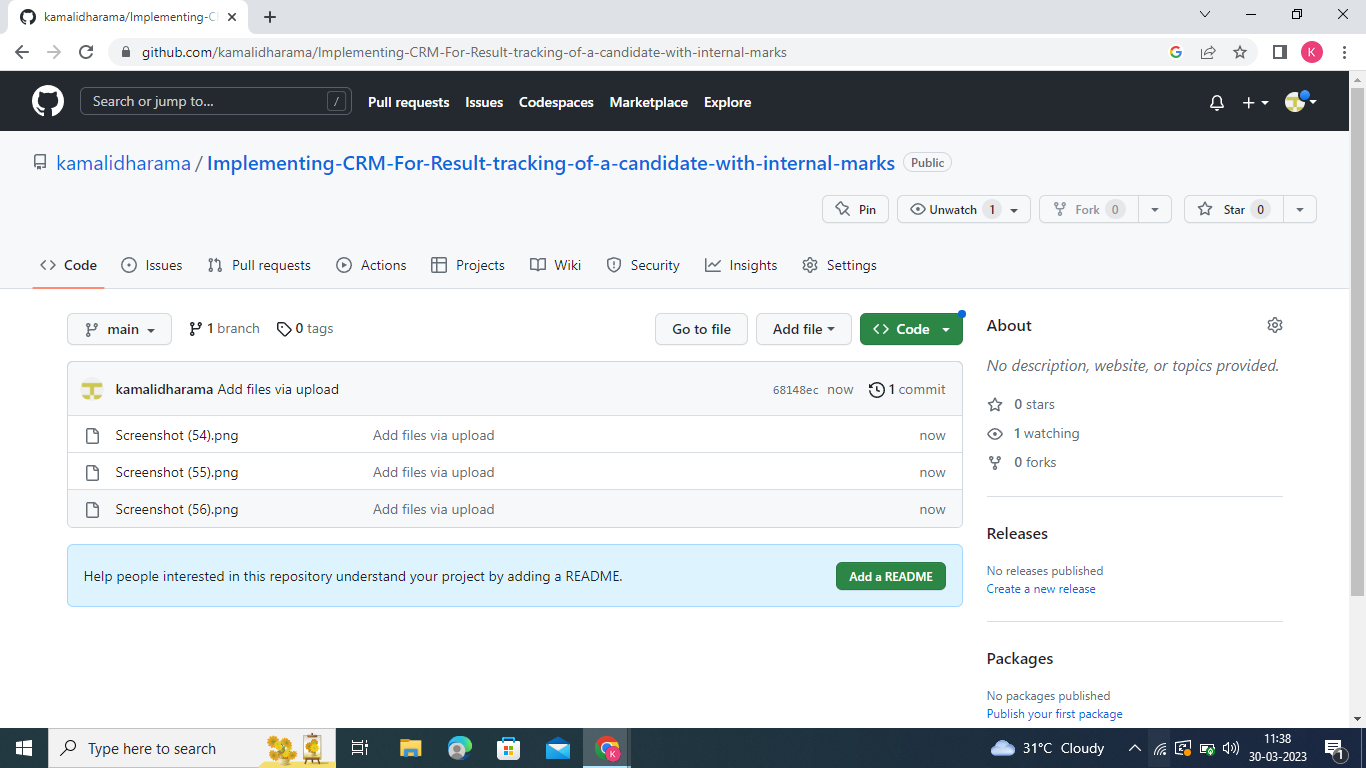 kamalidharama/Implementing-C
github.com/kamalidharama/Implementing-CRM-For-Result-tracking-of-a-candidate-with-internal-marks
K
Search or jump to... /
Pull requests Issues Codespaces Marketplace Explore
kamalidharama / Implementing-CRM-For-Result-tracking-of-a-candidate-with-internal-marks Public
Pin Unwatch 1 Fork 0 Star 0
Code Issues Pull requests Actions Projects Wiki Security Insights Settings
main 1 branch 0 tags Go to file Add file Code
kamalidharama Add files via upload 68148ec now 1 commit
Screenshot (54).png Add files via upload now
Screenshot (55).png Add files via upload now
Screenshot (56).png Add files via upload now
Help people interested in this repository understand your project by adding a README. Add a README
About
No description, website, or topics provided.
0 stars
1 watching
0 forks
Releases
No releases published
Create a new release
Packages
No packages published
Publish your first package
Type here to search
K
31°C Cloudy
11:38
30-03-2023
1